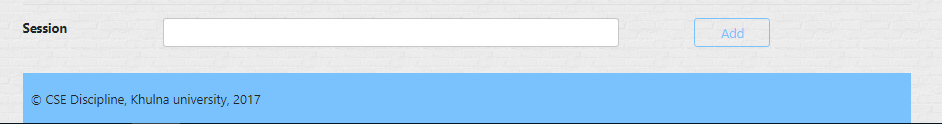 Session
Add
© CSE Discipline, Khulna university, 2017